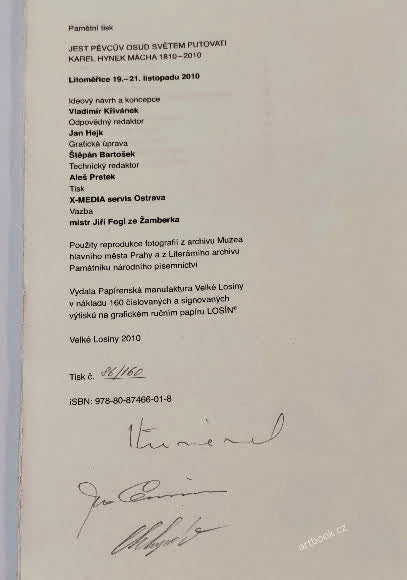 Pamětní tisk
JEST PĚVCŮV OSUD SVĚTEM PUTOVATI
KAREL HYNEK MÁCHA 1810–2010
Litoměřice 19.–21. listopadu 2010
Ideový návrh a koncepce
Vladimír Křivánek
Odpovědný redaktor
Jan Hejk
Grafická úprava
Štěpán Bartošek
Technický redaktor
Aleš Prstek
Tisk
X-MEDIA servis Ostrava
Vazba
mistr Jiří Fogl ze Žamberka
Použity reprodukce fotografií z archivu Muzea
hlavního města Prahy a z Literárního archivu
Památníku národního písemnictví
Vydala Papírenská manufaktura Velké Losiny
v nákladu 160 číslovaných a signovaných
výtisků na grafickém ručním papíru LOSÍN®
Velké Losiny 2010
Tisk č. 86/160
ISBN: 978-80-87466-01-8
artbook.cz